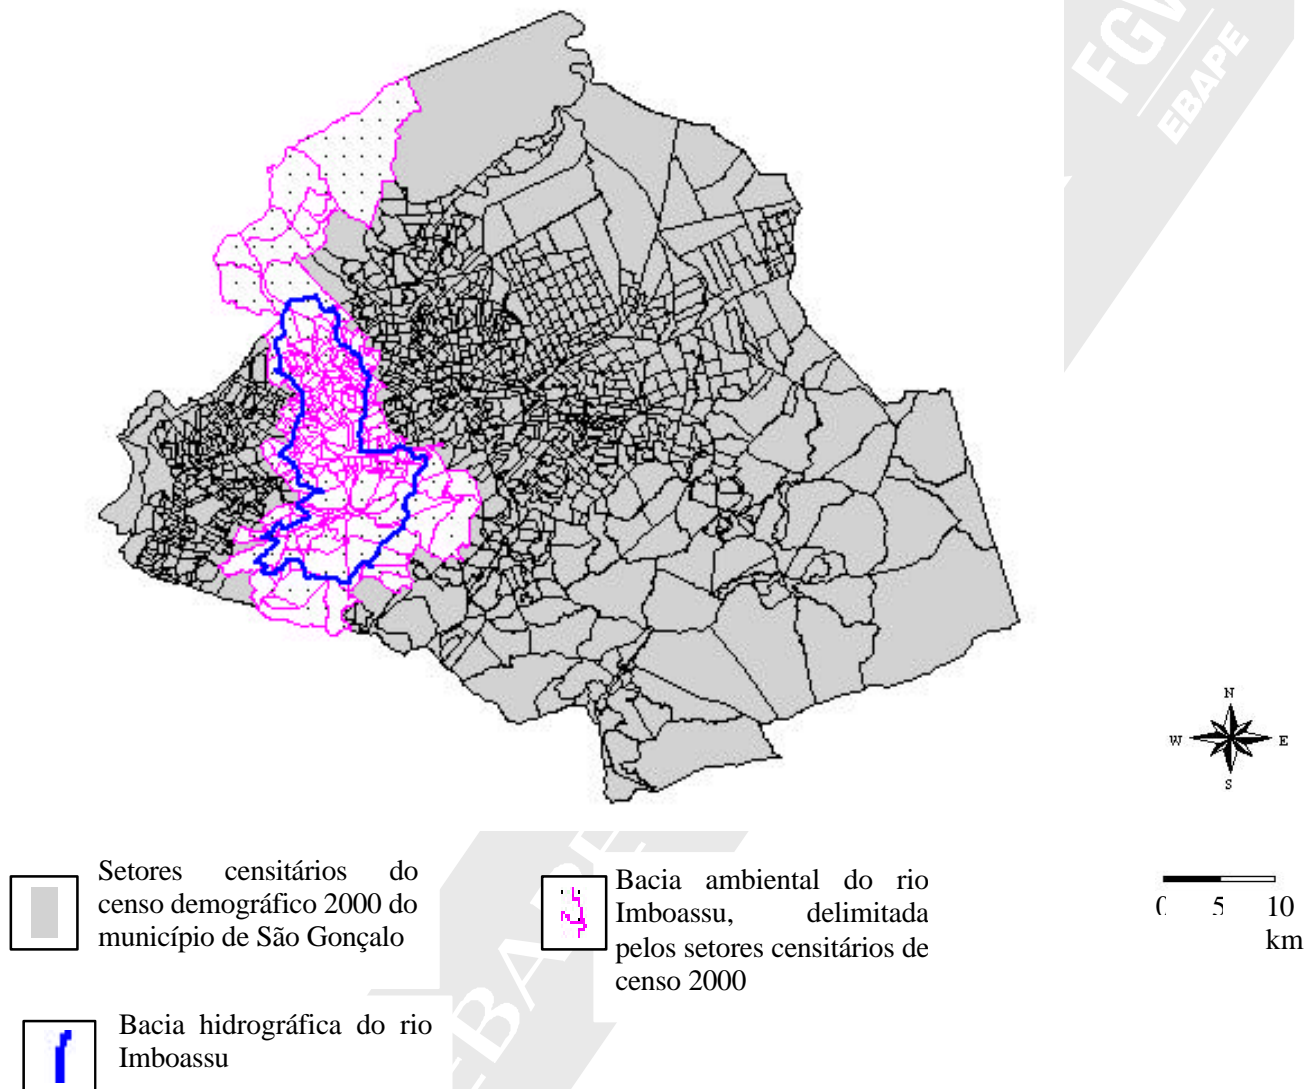 FGV
EBAPE
N
W E
S
Setores censitários do
censo demográfico 2000 do
município de São Gonçalo
Bacia ambiental do rio
Imboassu, delimitada
pelos setores censitários de
censo 2000
0 5 10
km
Bacia hidrográfica do rio
Imboassu
EBAPE